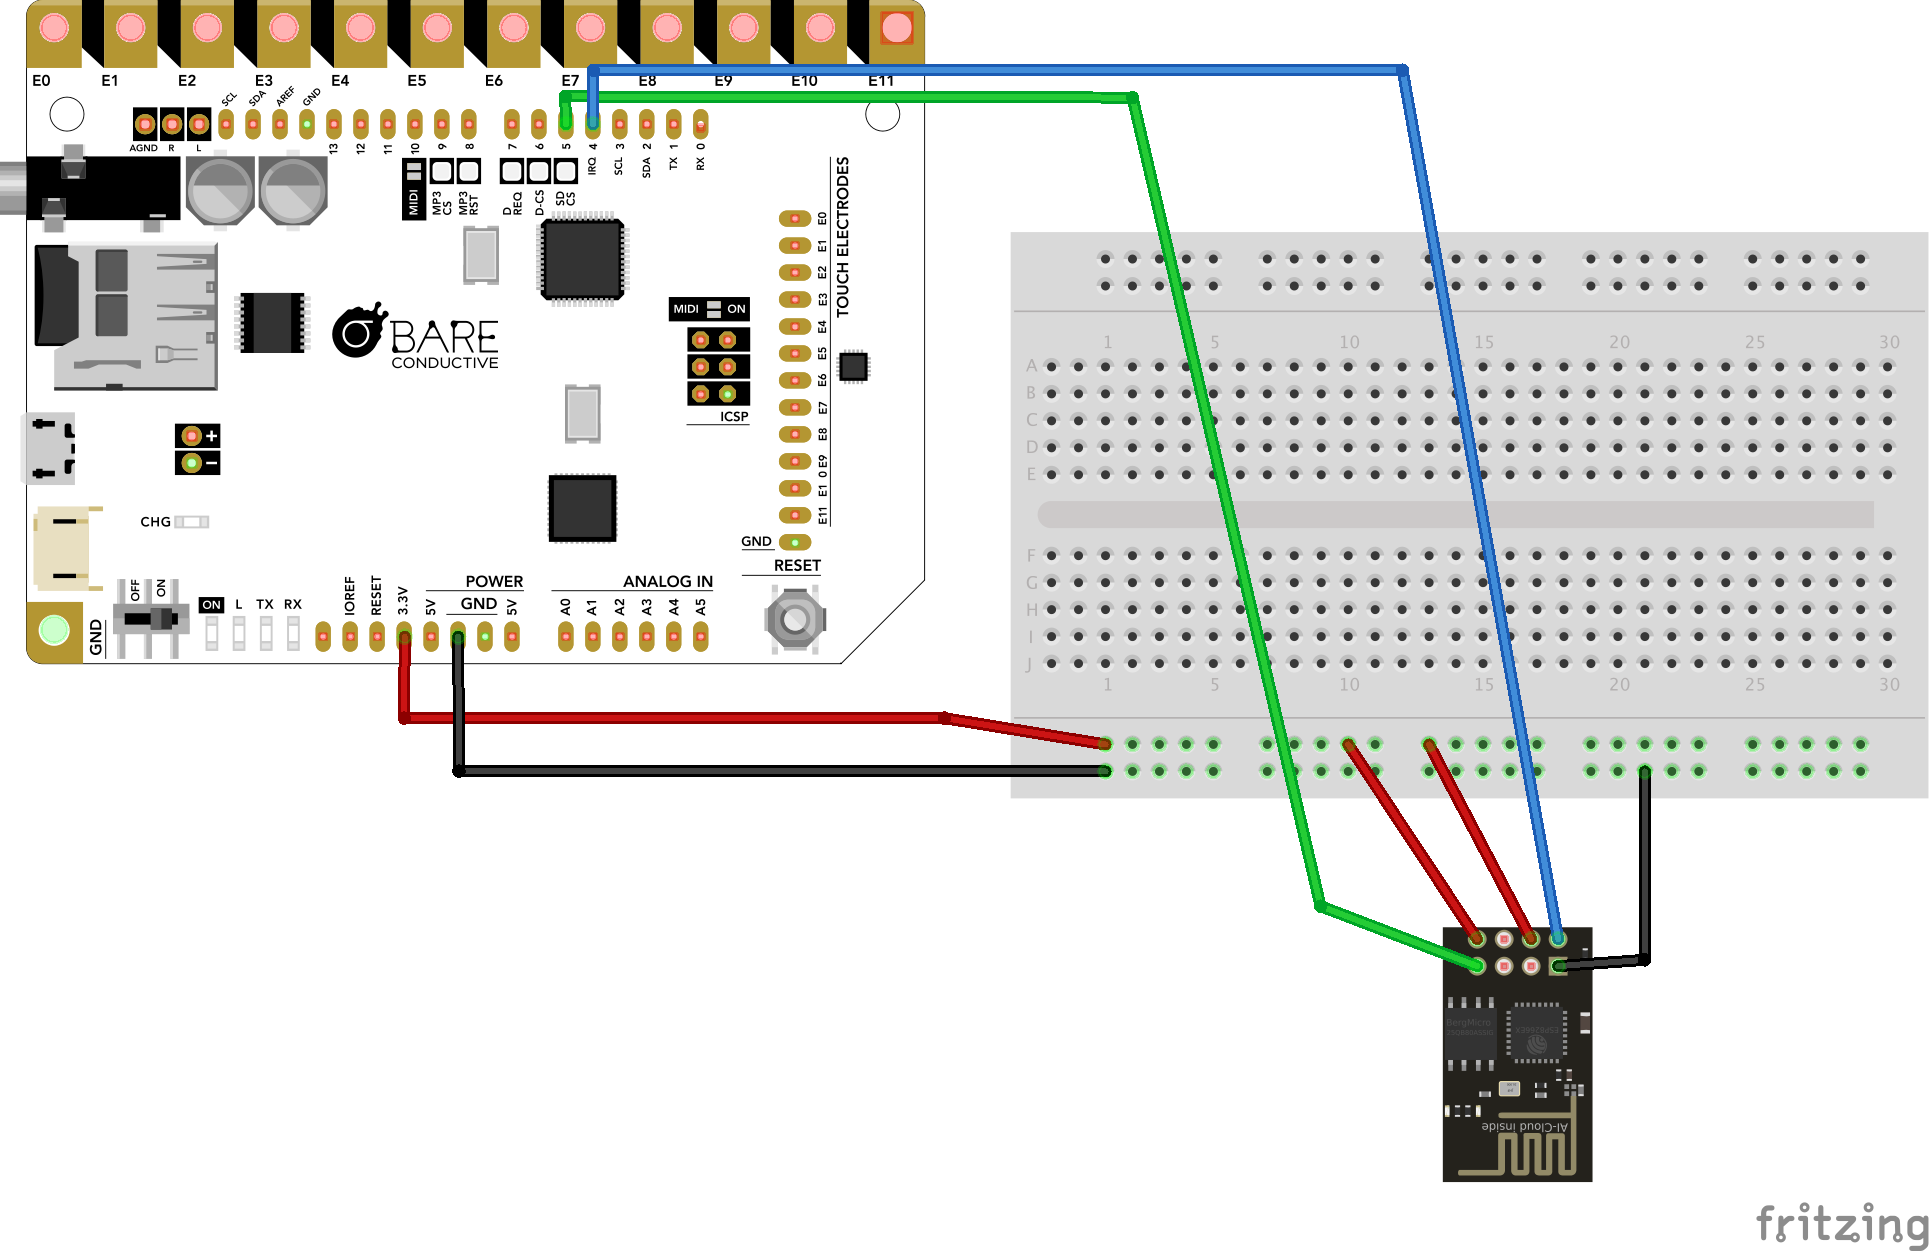 E0 E1 E2 E3 E4 E5 E6 E7 E8 E9 E10 E11
SCL SDA AREF GND
AGND R L
13 12 11 10 9 8 7 6 5 IRQ 4 SCL 3 SDA 2 TX 1 RX 0
MIDI
MP3 CS
MP3 RST
D REQ
D-CS
SD CS
TOUCH ELECTRODES
E0
E1
E2
E3
E4
E5
E6
E7
E8
E9
E10
E11
GND
MIDI ON
ICSP
BARE
CONDUCTIVE
+
−
CHG
OFF ON
GND
ON L TX RX
RESET
POWER
GND
IOREF RESET 3.3V 5V 5V
ANALOG IN
A0 A1 A2 A3 A4 A5
1 5 10 15 20 25 30
A
B
C
D
E
F
G
H
I
J
1 5 10 15 20 25 30
BergMicro
ESP8266EX
AI-Cloud inside
fritzing